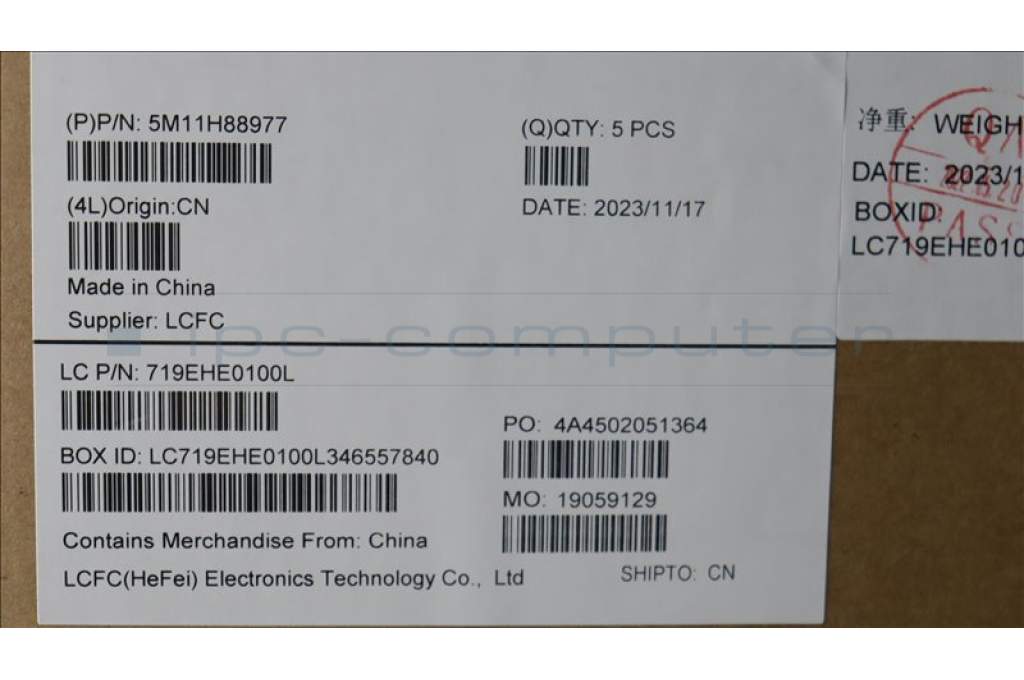 (P)P/N: 5M11H88977
(Q)QTY: 5 PCS
(4L)Origin:CN
DATE: 2023/11/17
Made in China
Supplier: LCFC
ipc-computer
LC P/N: 719EHE0100L
PO: 4A4502051364
BOX ID: LC719EHE0100L346557840
MO: 19059129
Contains Merchandise From: China
LCFC(HeFei) Electronics Technology Co., Ltd
SHIPTO: CN
净重: WEIGH
DATE: 2023/1
BOXID:
LC719EHE010
PASS